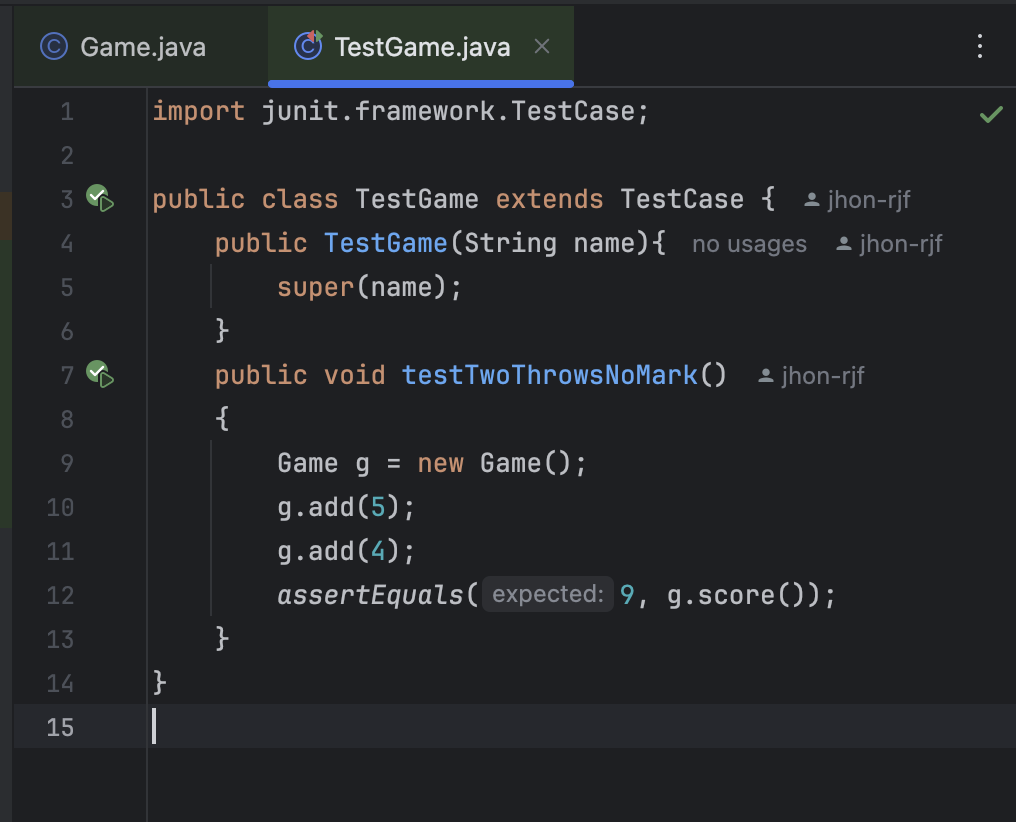 Game.java TestGame.java
1 import junit.framework.TestCase;
2
3 public class TestGame extends TestCase { jhon-rjf
4 public TestGame(String name){ no usages jhon-rjf
5 super(name);
6 }
7 public void testTwoThrowsNoMark() jhon-rjf
8 {
9 Game g = new Game();
10 g.add(5);
11 g.add(4);
12 assertEquals( expected: 9, g.score());
13 }
14 }
15